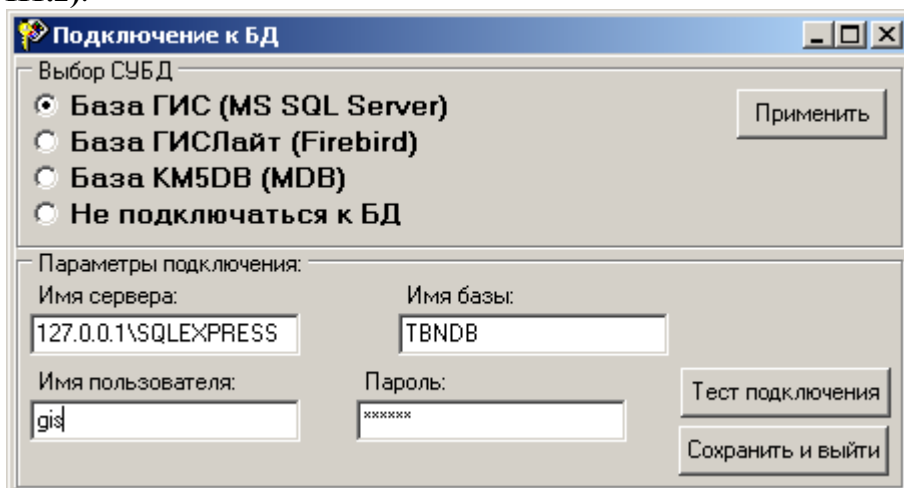 Подключение к БД
Выбор СУБД
База ГИС (MS SQL Server)
Применить
База ГИСЛайт (Firebird)
База KM5DB (MDB)
Не подключаться к БД
Параметры подключения:
Имя сервера: Имя базы:
127.0.0.1\SQLEXPRESS TBNDB
Имя пользователя: Пароль:
Тест подключения
gis ××××××
Сохранить и выйти